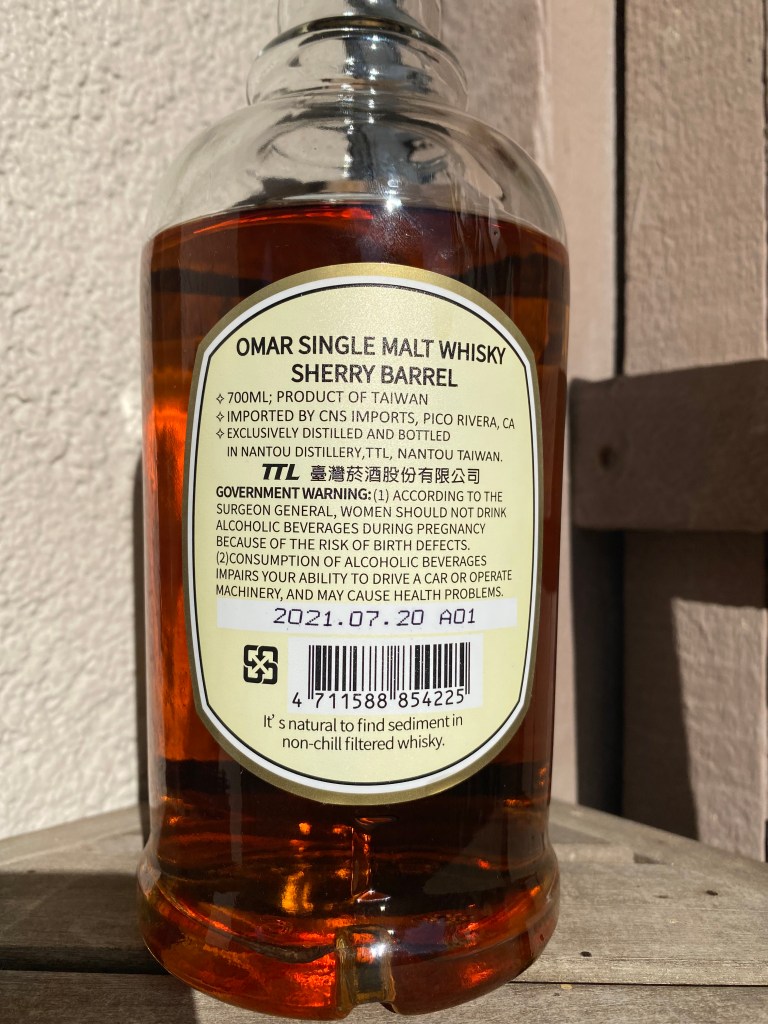 OMAR SINGLE MALT WHISKY
SHERRY BARREL
✧ 700ML; PRODUCT OF TAIWAN
✧ IMPORTED BY CNS IMPORTS, PICO RIVERA, CA
✧ EXCLUSIVELY DISTILLED AND BOTTLED
IN NANTOU DISTILLERY,TTL, NANTOU TAIWAN.
TTL 臺灣菸酒股份有限公司
GOVERNMENT WARNING: (1) ACCORDING TO THE
SURGEON GENERAL, WOMEN SHOULD NOT DRINK
ALCOHOLIC BEVERAGES DURING PREGNANCY
BECAUSE OF THE RISK OF BIRTH DEFECTS.
(2)CONSUMPTION OF ALCOHOLIC BEVERAGES
IMPAIRS YOUR ABILITY TO DRIVE A CAR OR OPERATE
MACHINERY, AND MAY CAUSE HEALTH PROBLEMS.
2021.07.20 A01
4 711588 854225
It's natural to find sediment in
non-chill filtered whisky.